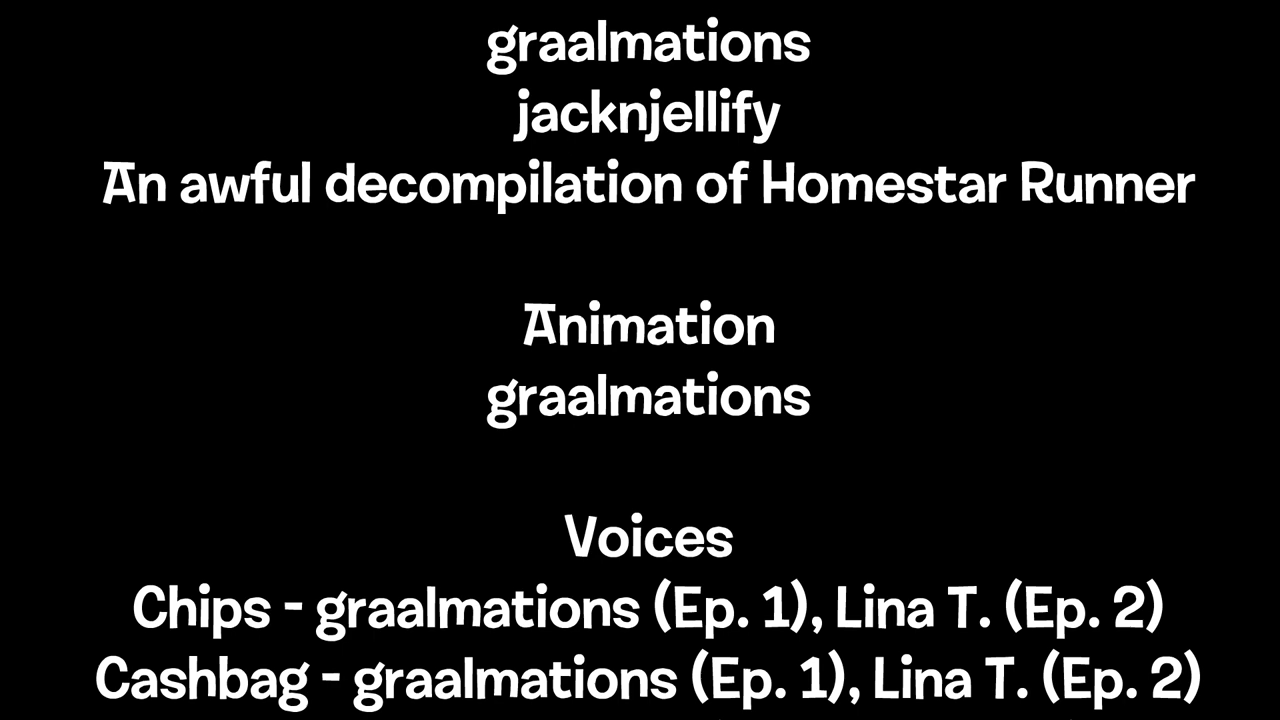 graalmations
jacknjellify
An awful decompilation of Homestar Runner
Animation
graalmations
Voices
Chips - graalmations (Ep. 1), Lina T. (Ep. 2)
Cashbag - graalmations (Ep. 1), Lina T. (Ep. 2)